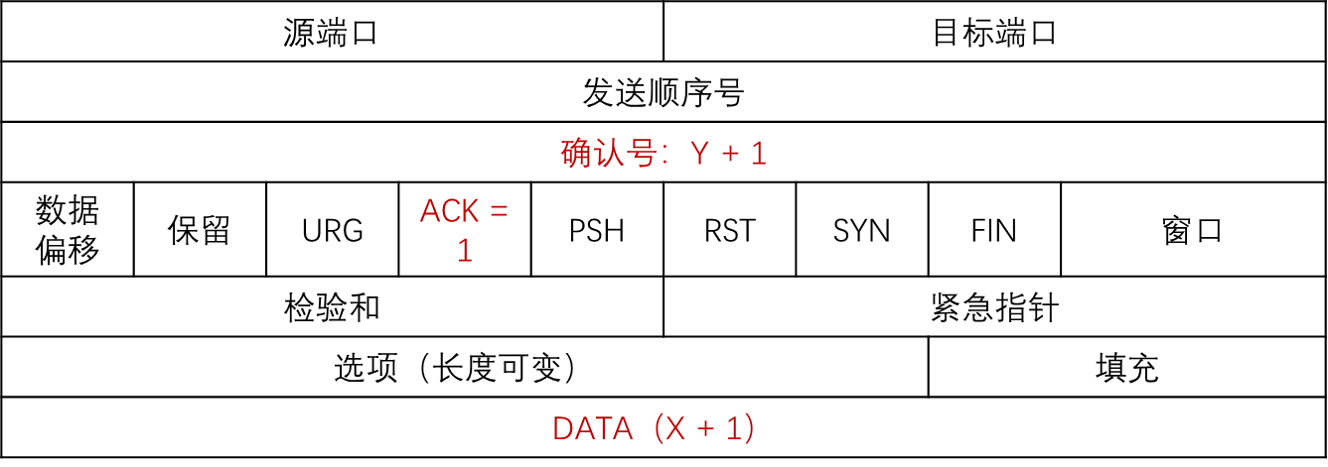 源端口
目标端口
发送顺序号
确认号：Y + 1
数据
偏移
保留
URG
ACK =
1
PSH
RST
SYN
FIN
窗口
检验和
紧急指针
选项（长度可变）
填充
DATA（X + 1）